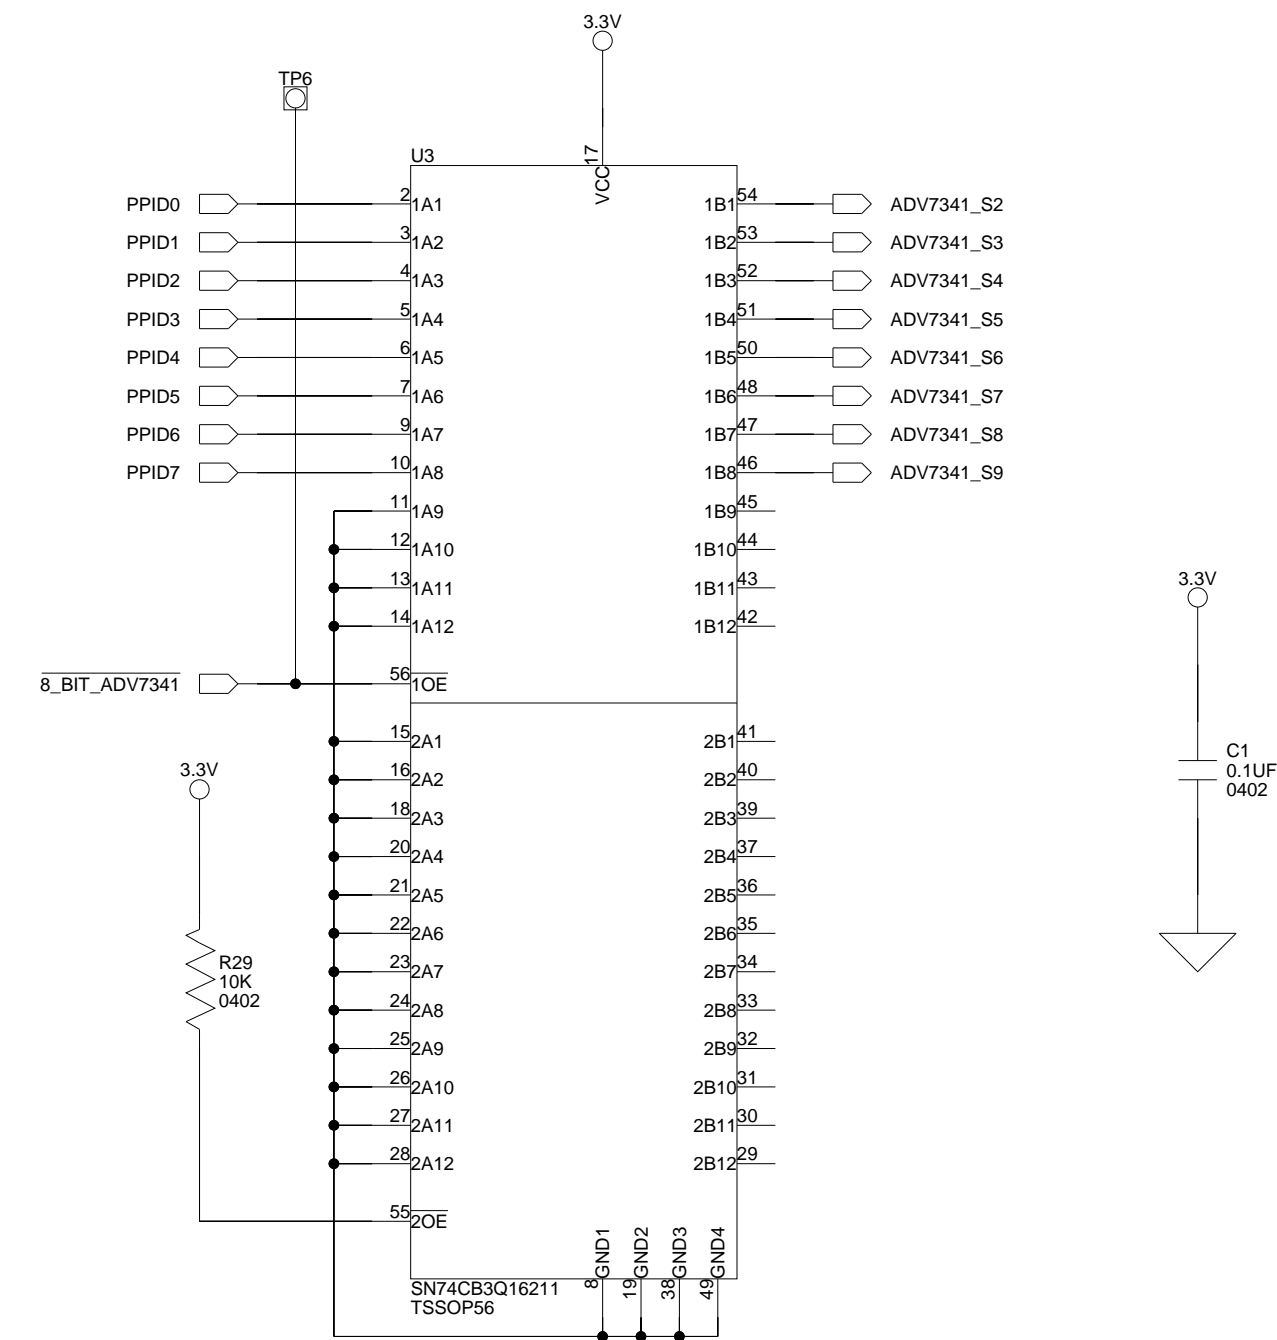 3.3V
TP6
U3
17
VCC
PPID0 2 1A1 1B1 54 ADV7341_S2
PPID1 3 1A2 1B2 53 ADV7341_S3
PPID2 4 1A3 1B3 52 ADV7341_S4
PPID3 5 1A4 1B4 51 ADV7341_S5
PPID4 6 1A5 1B5 50 ADV7341_S6
PPID5 7 1A6 1B6 48 ADV7341_S7
PPID6 9 1A7 1B7 47 ADV7341_S8
PPID7 10 1A8 1B8 46 ADV7341_S9
11 1A9 1B9 45
12 1A10 1B10 44
13 1A11 1B11 43
14 1A12 1B12 42
8_BIT_ADV7341 56 1OE
15 2A1 2B1 41
16 2A2 2B2 40
18 2A3 2B3 39
20 2A4 2B4 37
21 2A5 2B5 36
22 2A6 2B6 35
23 2A7 2B7 34
24 2A8 2B8 33
25 2A9 2B9 32
26 2A10 2B10 31
27 2A11 2B11 30
28 2A12 2B12 29
55 2OE
3.3V
R29
10K
0402
8 GND1
19 GND2
38 GND3
49 GND4
SN74CB3Q16211
TSSOP56
3.3V
C1
0.1UF
0402